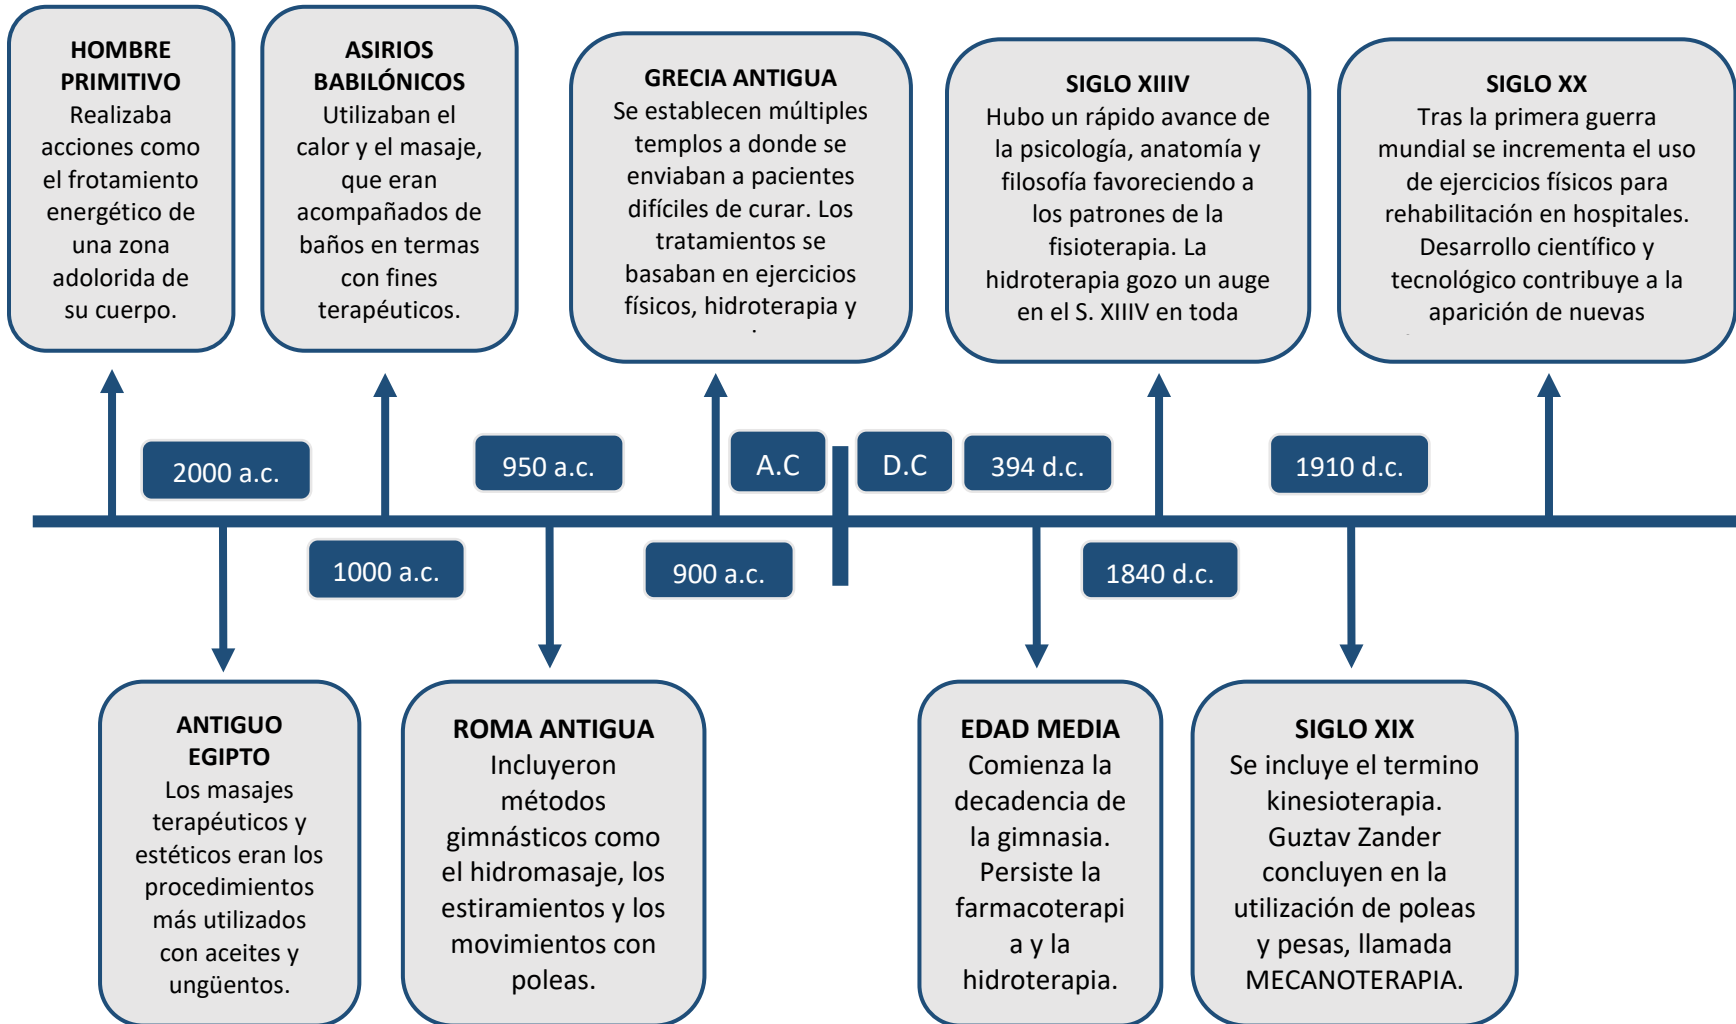 HOMBRE
PRIMITIVO
Realizaba
acciones como
el frotamiento
energético de
una zona
adolorida de
su cuerpo.
ASIRIOS
BABILÓNICOS
Utilizaban el
calor y el masaje,
que eran
acompañados de
baños en termas
con fines
terapéuticos.
GRECIA ANTIGUA
Se establecen múltiples
templos a donde se
enviaban a pacientes
difíciles de curar. Los
tratamientos se
basaban en ejercicios
físicos, hidroterapia y
SIGLO XIIIV
Hubo un rápido avance de
la psicología, anatomía y
filosofía favoreciendo a
los patrones de la
fisioterapia. La
hidroterapia gozo un auge
en el S. XIIIV en toda
SIGLO XX
Tras la primera guerra
mundial se incrementa el uso
de ejercicios físicos para
rehabilitación en hospitales.
Desarrollo científico y
tecnológico contribuye a la
aparición de nuevas
2000 a.c.
950 a.c.
A.C
D.C
394 d.c.
1910 d.c.
1000 a.c.
900 a.c.
1840 d.c.
ANTIGUO
EGIPTO
Los masajes
terapéuticos y
estéticos eran los
procedimientos
más utilizados
con aceites y
ungüentos.
ROMA ANTIGUA
Incluyeron
métodos
gimnásticos como
el hidromasaje, los
estiramientos y los
movimientos con
poleas.
EDAD MEDIA
Comienza la
decadencia de
la gimnasia.
Persiste la
farmacoterapi
a y la
hidroterapia.
SIGLO XIX
Se incluye el termino
kinesioterapia.
Guztav Zander
concluyen en la
utilización de poleas
y pesas, llamada
MECANOTERAPIA.